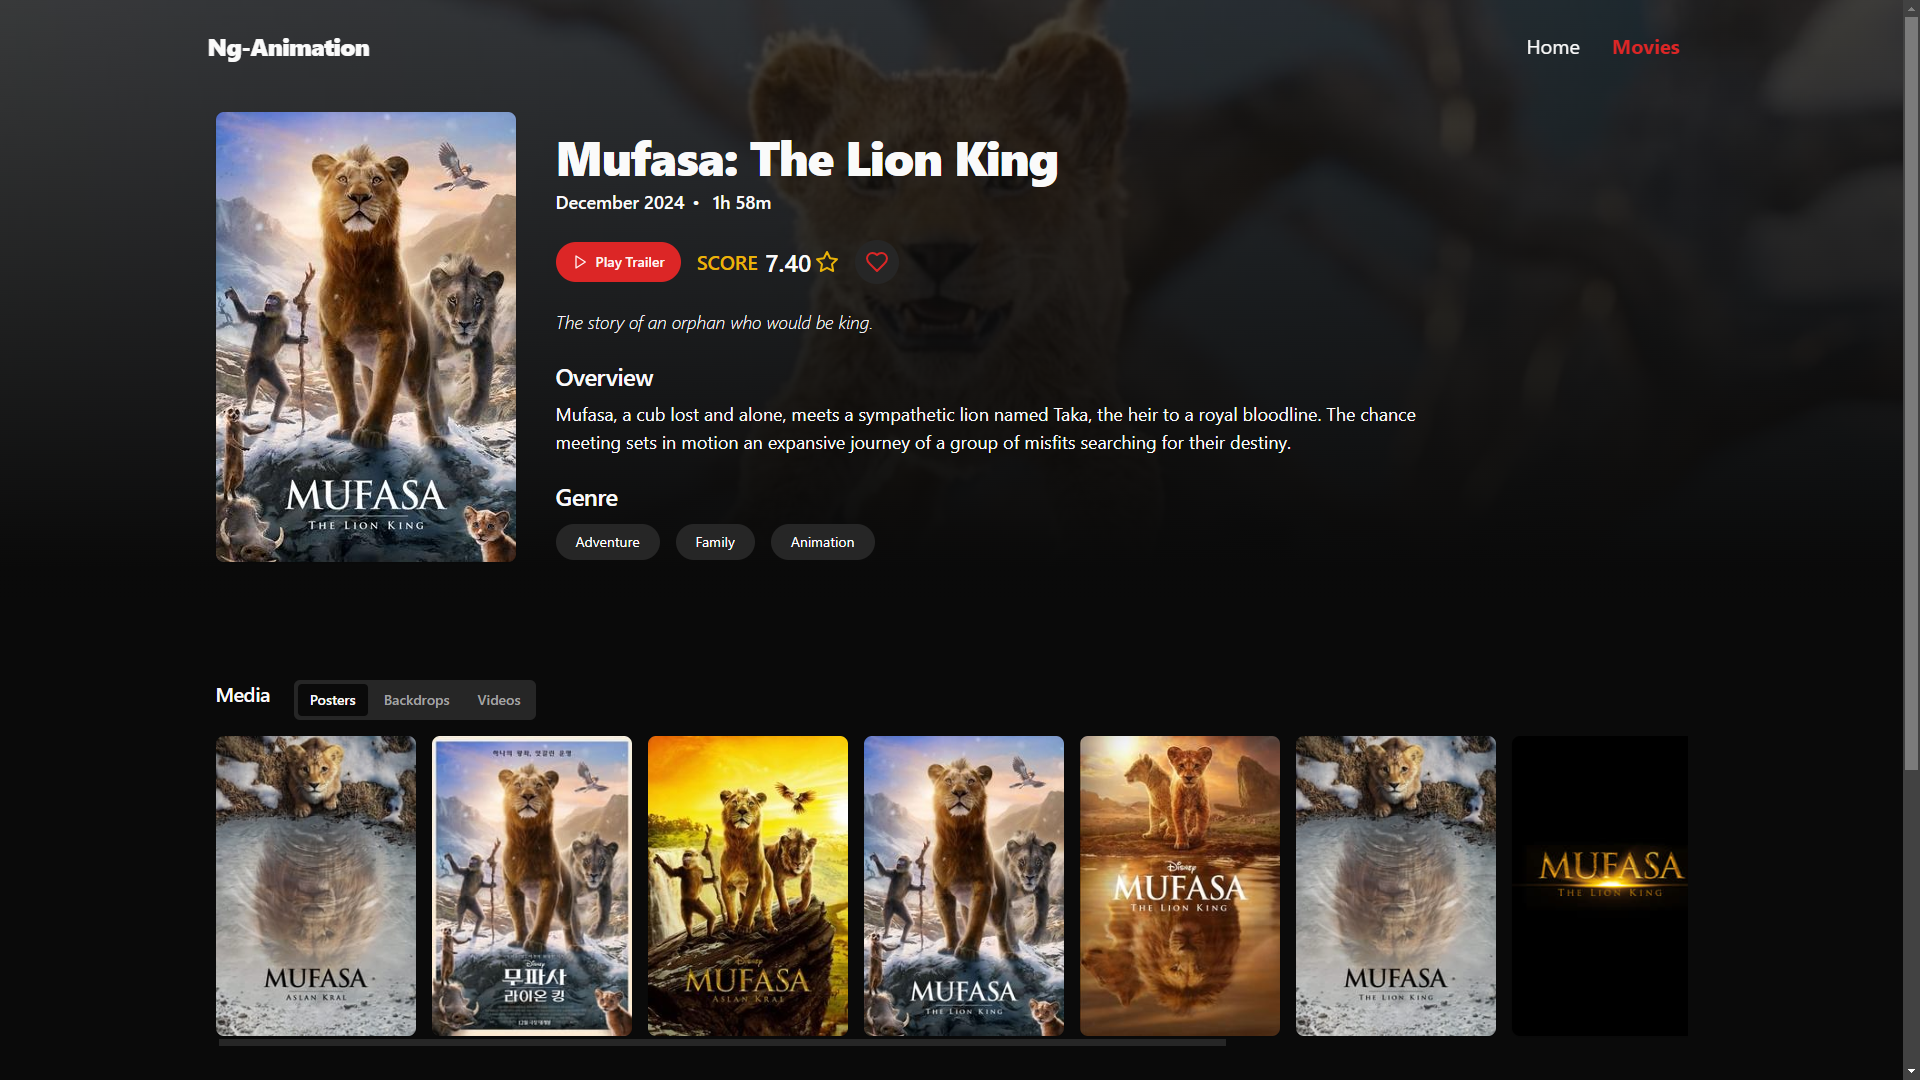 Ng-Animation
Home
Movies
MUFASA
THE LION KING
Mufasa: The Lion King
December 2024 • 1h 58m
Play Trailer
SCORE 7.40
The story of an orphan who would be king.
Overview
Mufasa, a cub lost and alone, meets a sympathetic lion named Taka, the heir to a royal bloodline. The chance
meeting sets in motion an expansive journey of a group of misfits searching for their destiny.
Genre
Adventure
Family
Animation
Media
Posters
Backdrops
Videos
MUFASA
ASLAN KRAL
Disney
무파사
라이온 킹
Disney
MUFASA
ASLAN KRAL
MUFASA
THE LION KING
Disney
MUFASA
THE LION KING
MUFASA
THE LION KING
MUFASA
THE LION KING